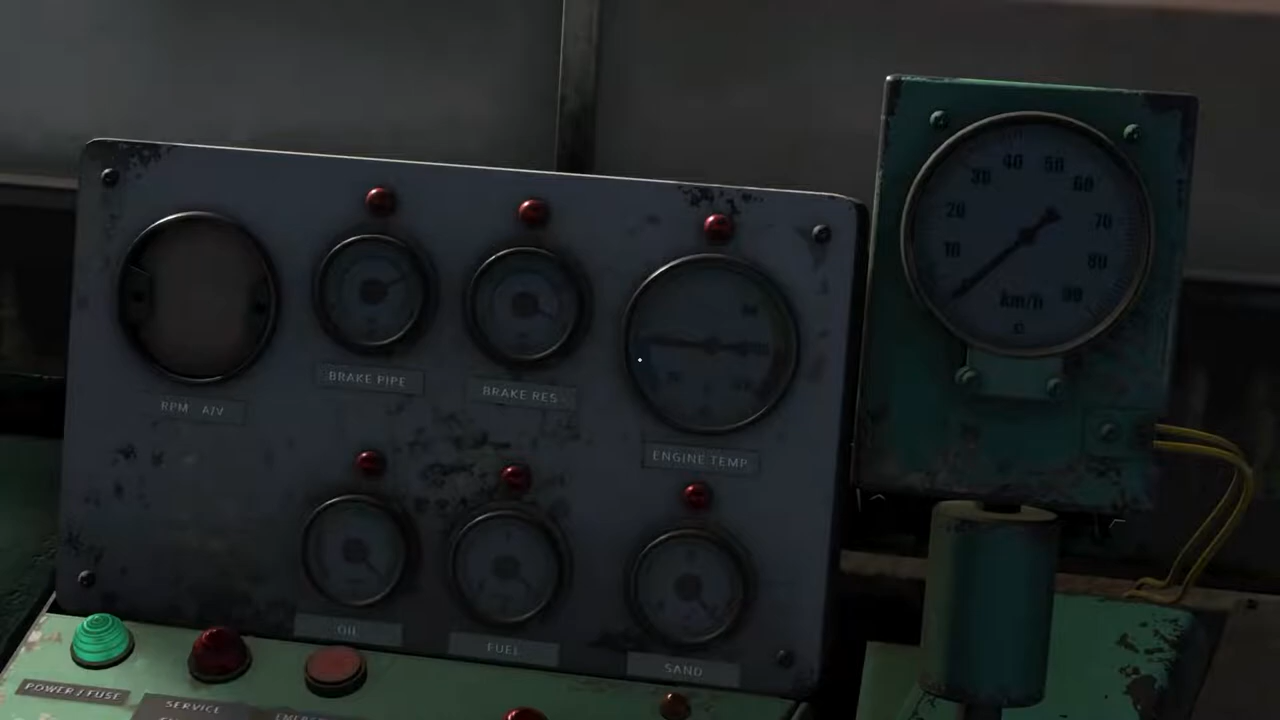 40 50
30 60
20 70
10 80
km/h 90
RPM A/V
BRAKE PIPE
BRAKE RES
ENGINE TEMP
OIL
FUEL
SAND
POWER / FUSE
SERVICE